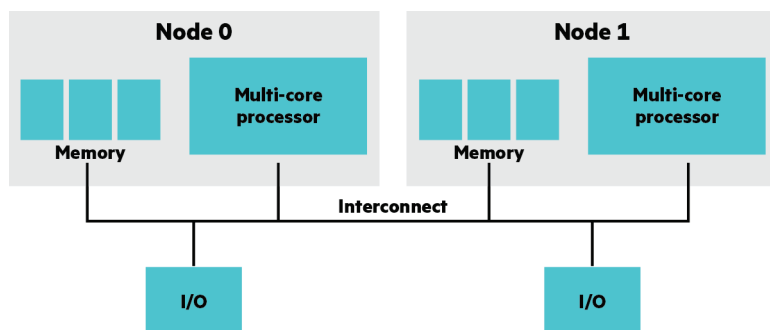 Node 0
Multi-core
processor
Memory
Node 1
Multi-core
processor
Memory
Interconnect
I/O
I/O